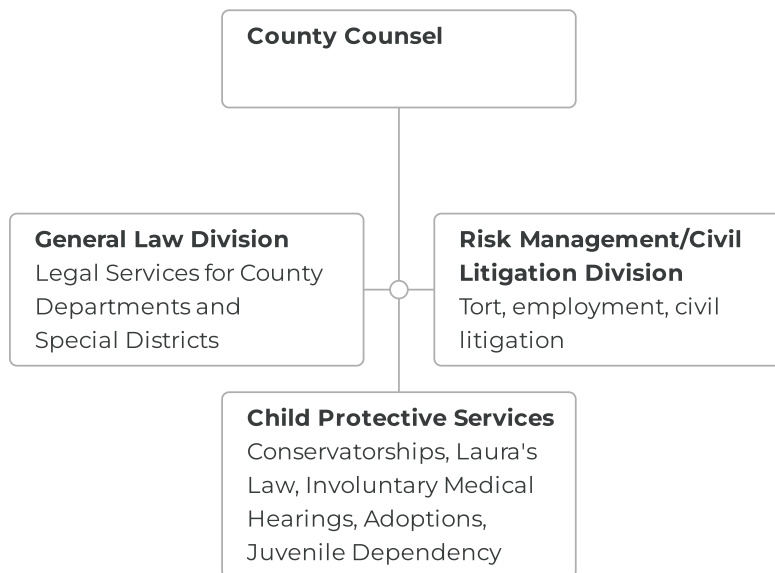 County Counsel
General Law Division
Legal Services for County
Departments and
Special Districts
Risk Management/Civil
Litigation Division
Tort, employment, civil
litigation
Child Protective Services
Conservatorships, Laura's
Law, Involuntary Medical
Hearings, Adoptions,
Juvenile Dependency